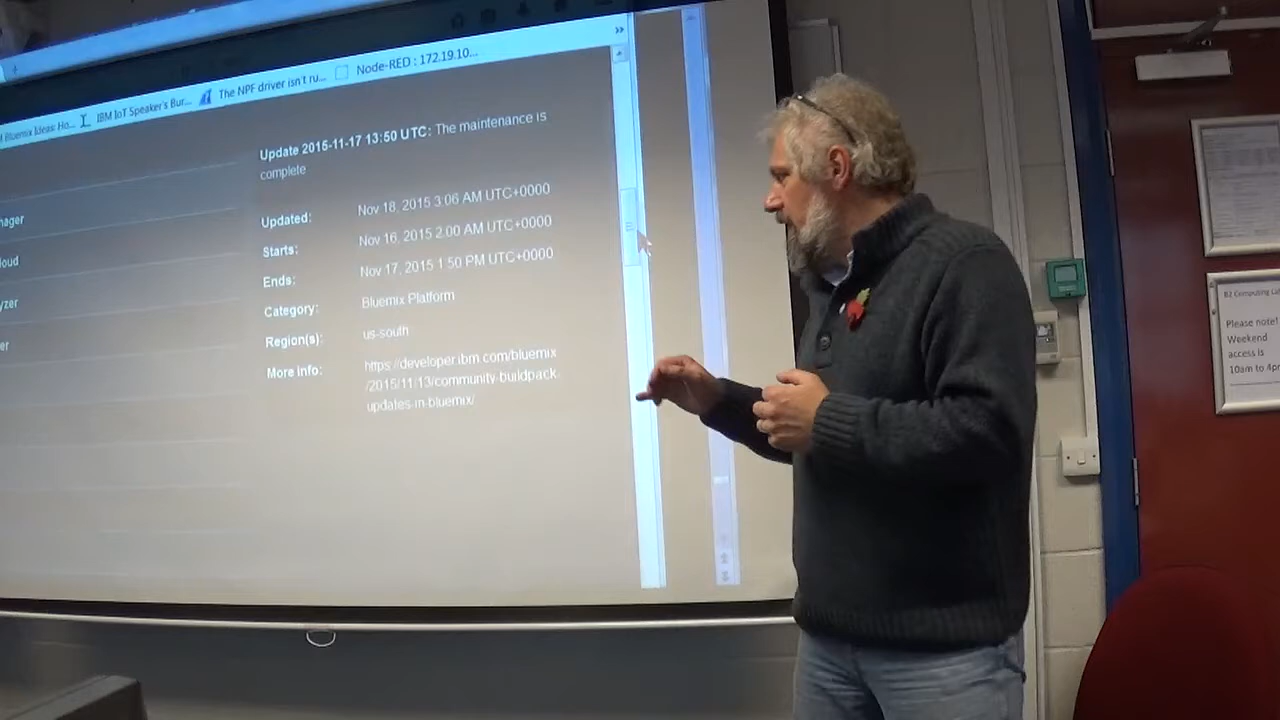 Bluemix Ideas: Ho...
IBM IoT Speaker's Bur...
The NPF driver isn't ru...
Node-RED : 172.19.10...
»
Update 2015-11-17 13:50 UTC: The maintenance is
complete
Updated: Nov 18, 2015 3:06 AM UTC+0000
Starts: Nov 16, 2015 2:00 AM UTC+0000
Ends: Nov 17, 2015 1:50 PM UTC+0000
Category: Bluemix Platform
Region(s): us-south
More info: https://developer.ibm.com/bluemix
/2015/11/13/community-buildpack-
updates-in-bluemix/
nager
loud
yzer
er
Please note!
Weekend
access is
10am to 4pm